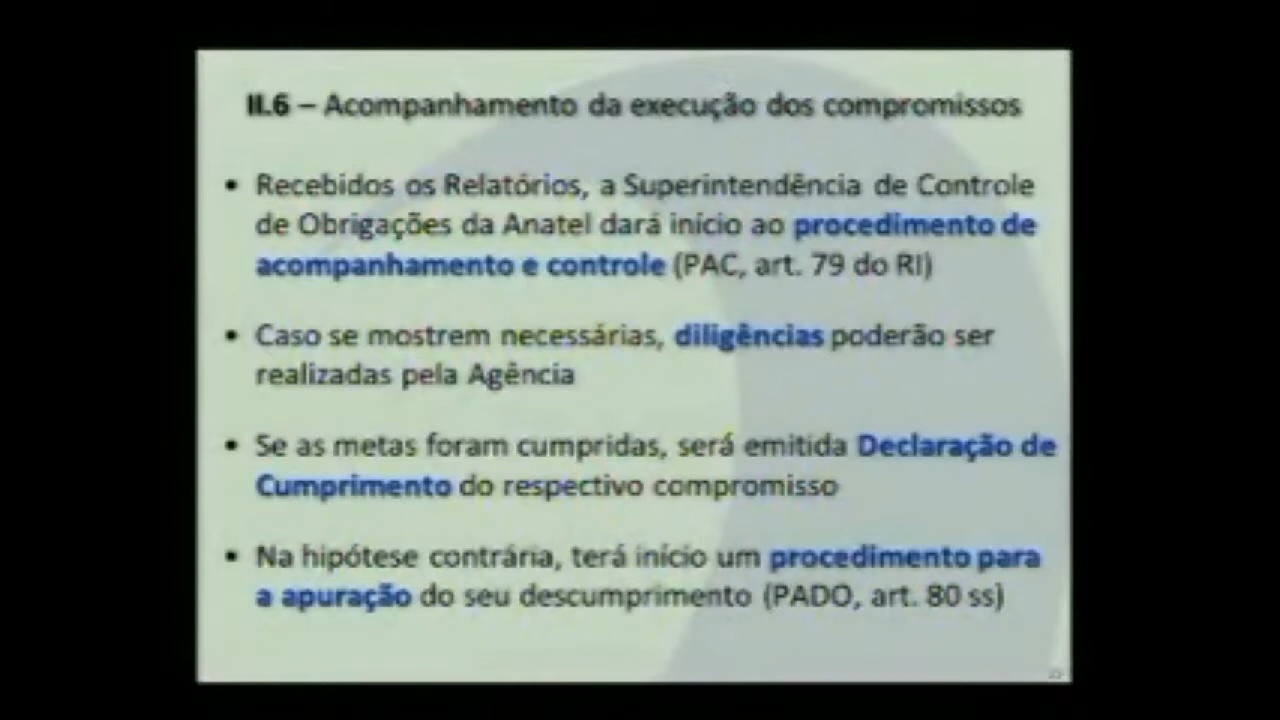 II.6 – Acompanhamento da execução dos compromissos
• Recebidos os Relatórios, a Superintendência de Controle
de Obrigações da Anatel dará início ao procedimento de
acompanhamento e controle (PAC, art. 79 do RI)
• Caso se mostrem necessárias, diligências poderão ser
realizadas pela Agência
• Se as metas foram cumpridas, será emitida Declaração de
Cumprimento do respectivo compromisso
• Na hipótese contrária, terá início um procedimento para
a apuração do seu descumprimento (PADO, art. 80 ss)